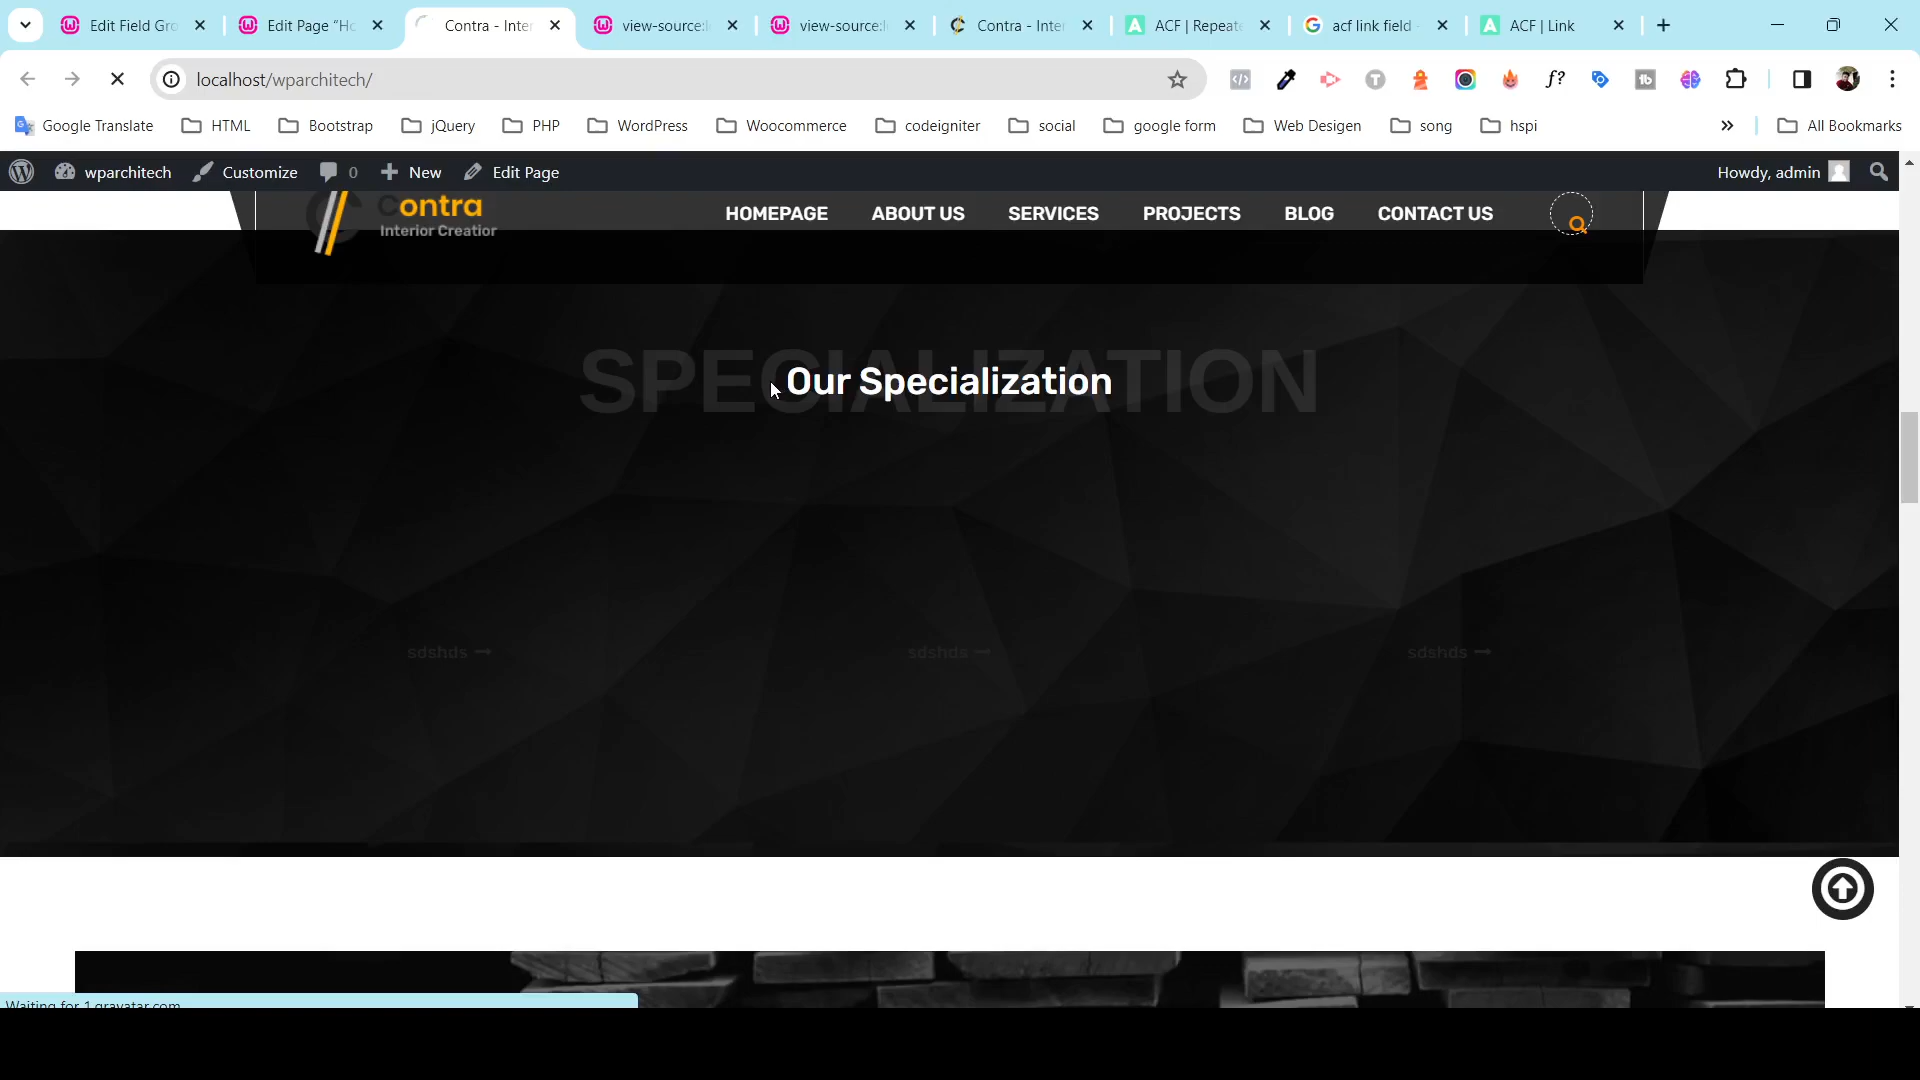 Edit Field Gro
Edit Page “Ho
Contra - Inter
view-source:l
view-source:l
Contra - Inter
ACF | Repeate
acf link field -
ACF | Link
localhost/wparchitech/
Google Translate
HTML
Bootstrap
jQuery
PHP
WordPress
Woocommerce
codeigniter
social
google form
Web Desigen
song
hspi
All Bookmarks
wparchitech
Customize
0
New
Edit Page
Howdy, admin
Contra
Interior Creation
HOMEPAGE
ABOUT US
SERVICES
PROJECTS
BLOG
CONTACT US
SPECIALIZATION
Our Specialization
sdshds
sdshds
sdshds
Waiting for 1.gravatar.com